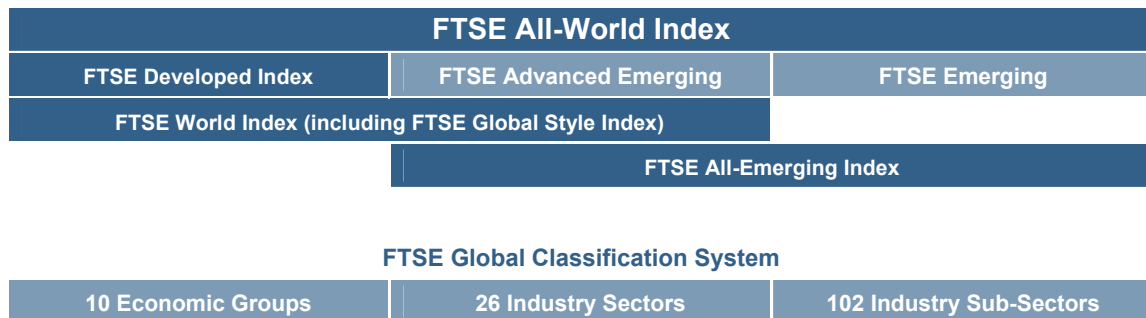 FTSE All-World Index
FTSE Developed Index
FTSE Advanced Emerging
FTSE Emerging
FTSE World Index (including FTSE Global Style Index)
FTSE All-Emerging Index
FTSE Global Classification System
10 Economic Groups
26 Industry Sectors
102 Industry Sub-Sectors